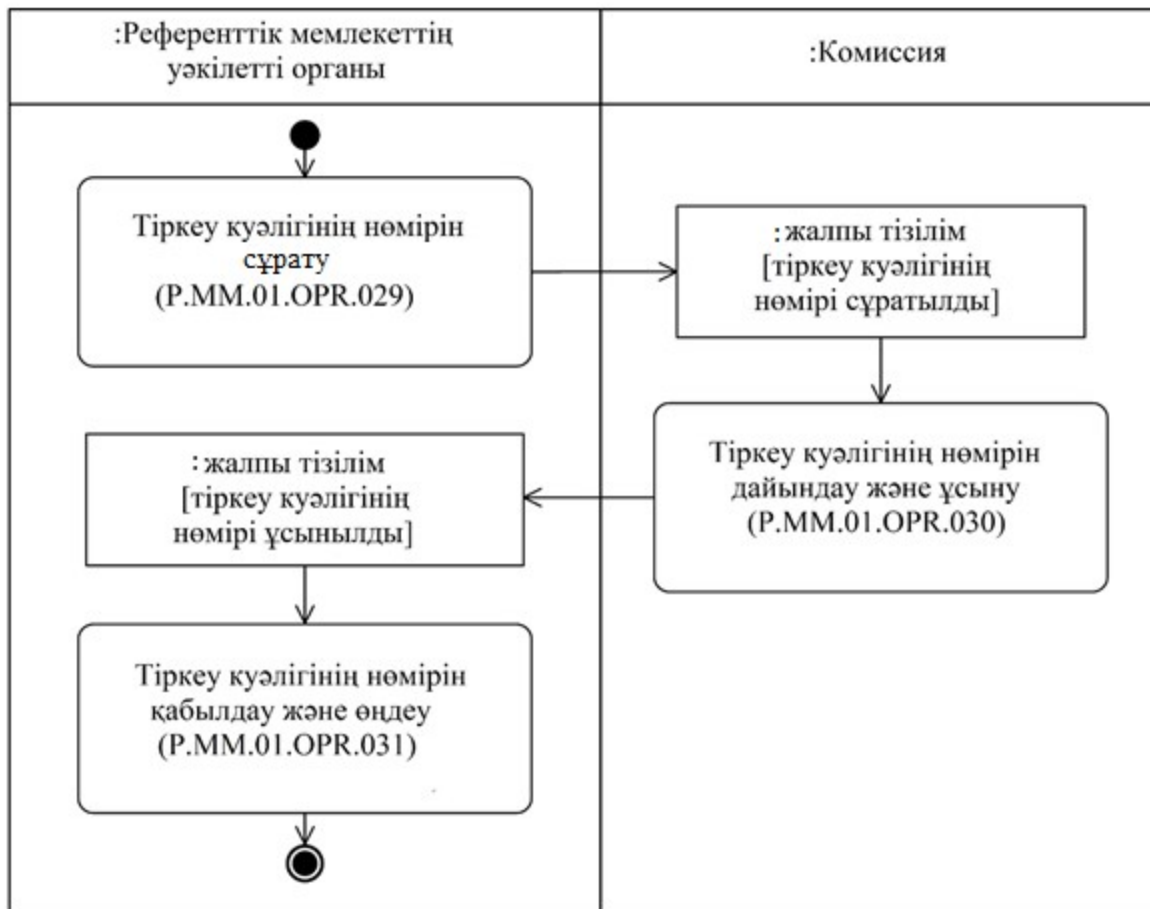 :Референттік мемлекеттің
уәкілетті органы
:Комиссия
Тіркеу куәлігінің нөмірін
сұрату
(P.MM.01.OPR.029)
:жалпы тізілім
[тіркеу куәлігінің
нөмірі сұратылды]
Тіркеу куәлігінің нөмірін
дайындау және ұсыну
(P.MM.01.OPR.030)
:жалпы тізілім
[тіркеу куәлігінің
нөмірі ұсынылды]
Тіркеу куәлігінің нөмірін
қабылдау және өңдеу
(P.MM.01.OPR.031)